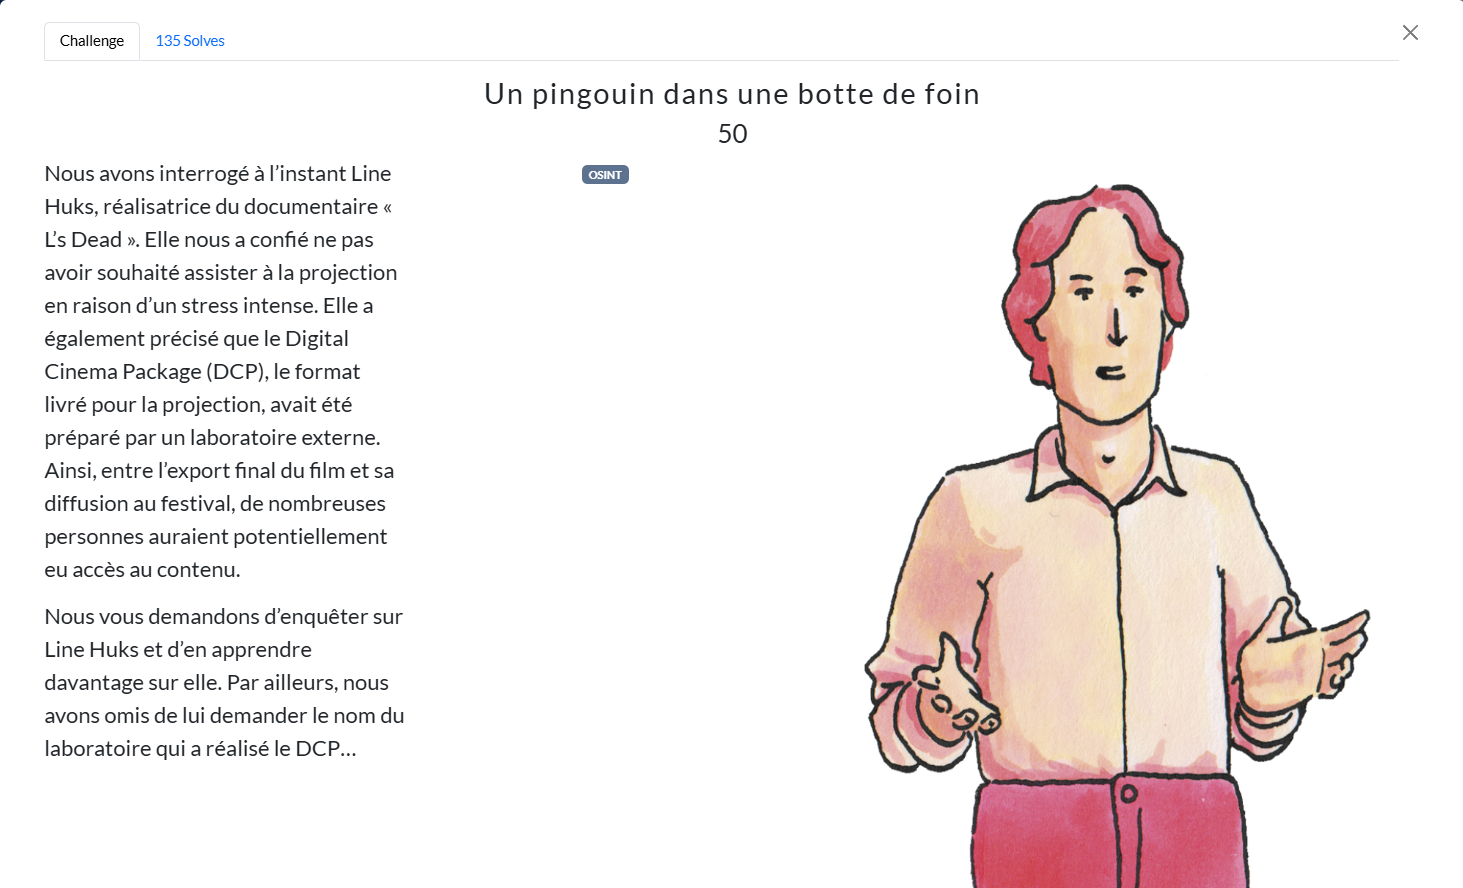 Challenge
135 Solves
Un pingouin dans une botte de foin
50
OSINT
Nous avons interrogé à l’instant Line
Huks, réalisatrice du documentaire «
L’s Dead ». Elle nous a confié ne pas
avoir souhaité assister à la projection
en raison d’un stress intense. Elle a
également précisé que le Digital
Cinema Package (DCP), le format
livré pour la projection, avait été
préparé par un laboratoire externe.
Ainsi, entre l’export final du film et sa
diffusion au festival, de nombreuses
personnes auraient potentiellement
eu accès au contenu.
Nous vous demandons d’enquêter sur
Line Huks et d’en apprendre
davantage sur elle. Par ailleurs, nous
avons omis de lui demander le nom du
laboratoire qui a réalisé le DCP…